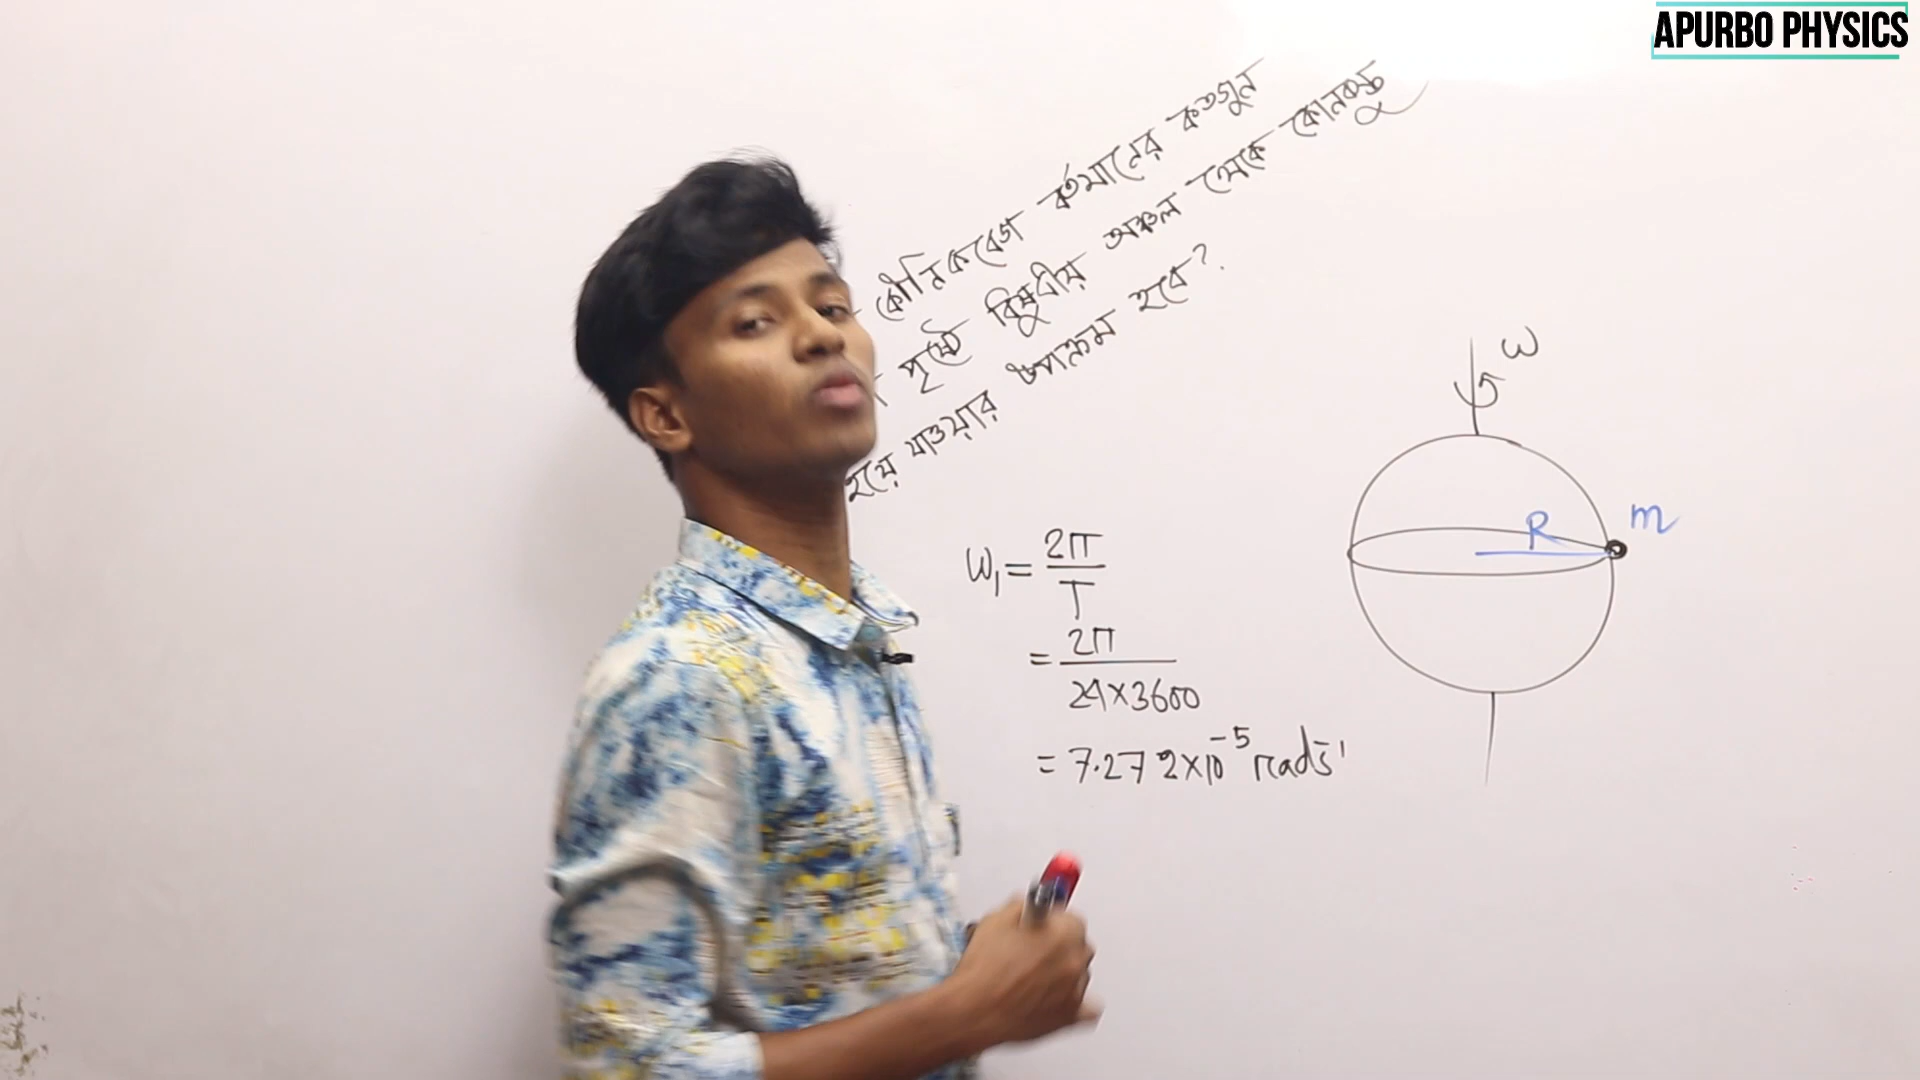 APURBO PHYSICS
কৌনিকবেগ বর্তমানের কতগুন
পৃষ্ঠে বিষুবীয় অঞ্চল থেকে কোনবস্তু
হয়ে যাওয়ার উপক্রম হবে?
ω
R
m
ω₁ = 2π/T
= 2π/24×3600
= 7.272×10⁻⁵ rads⁻¹